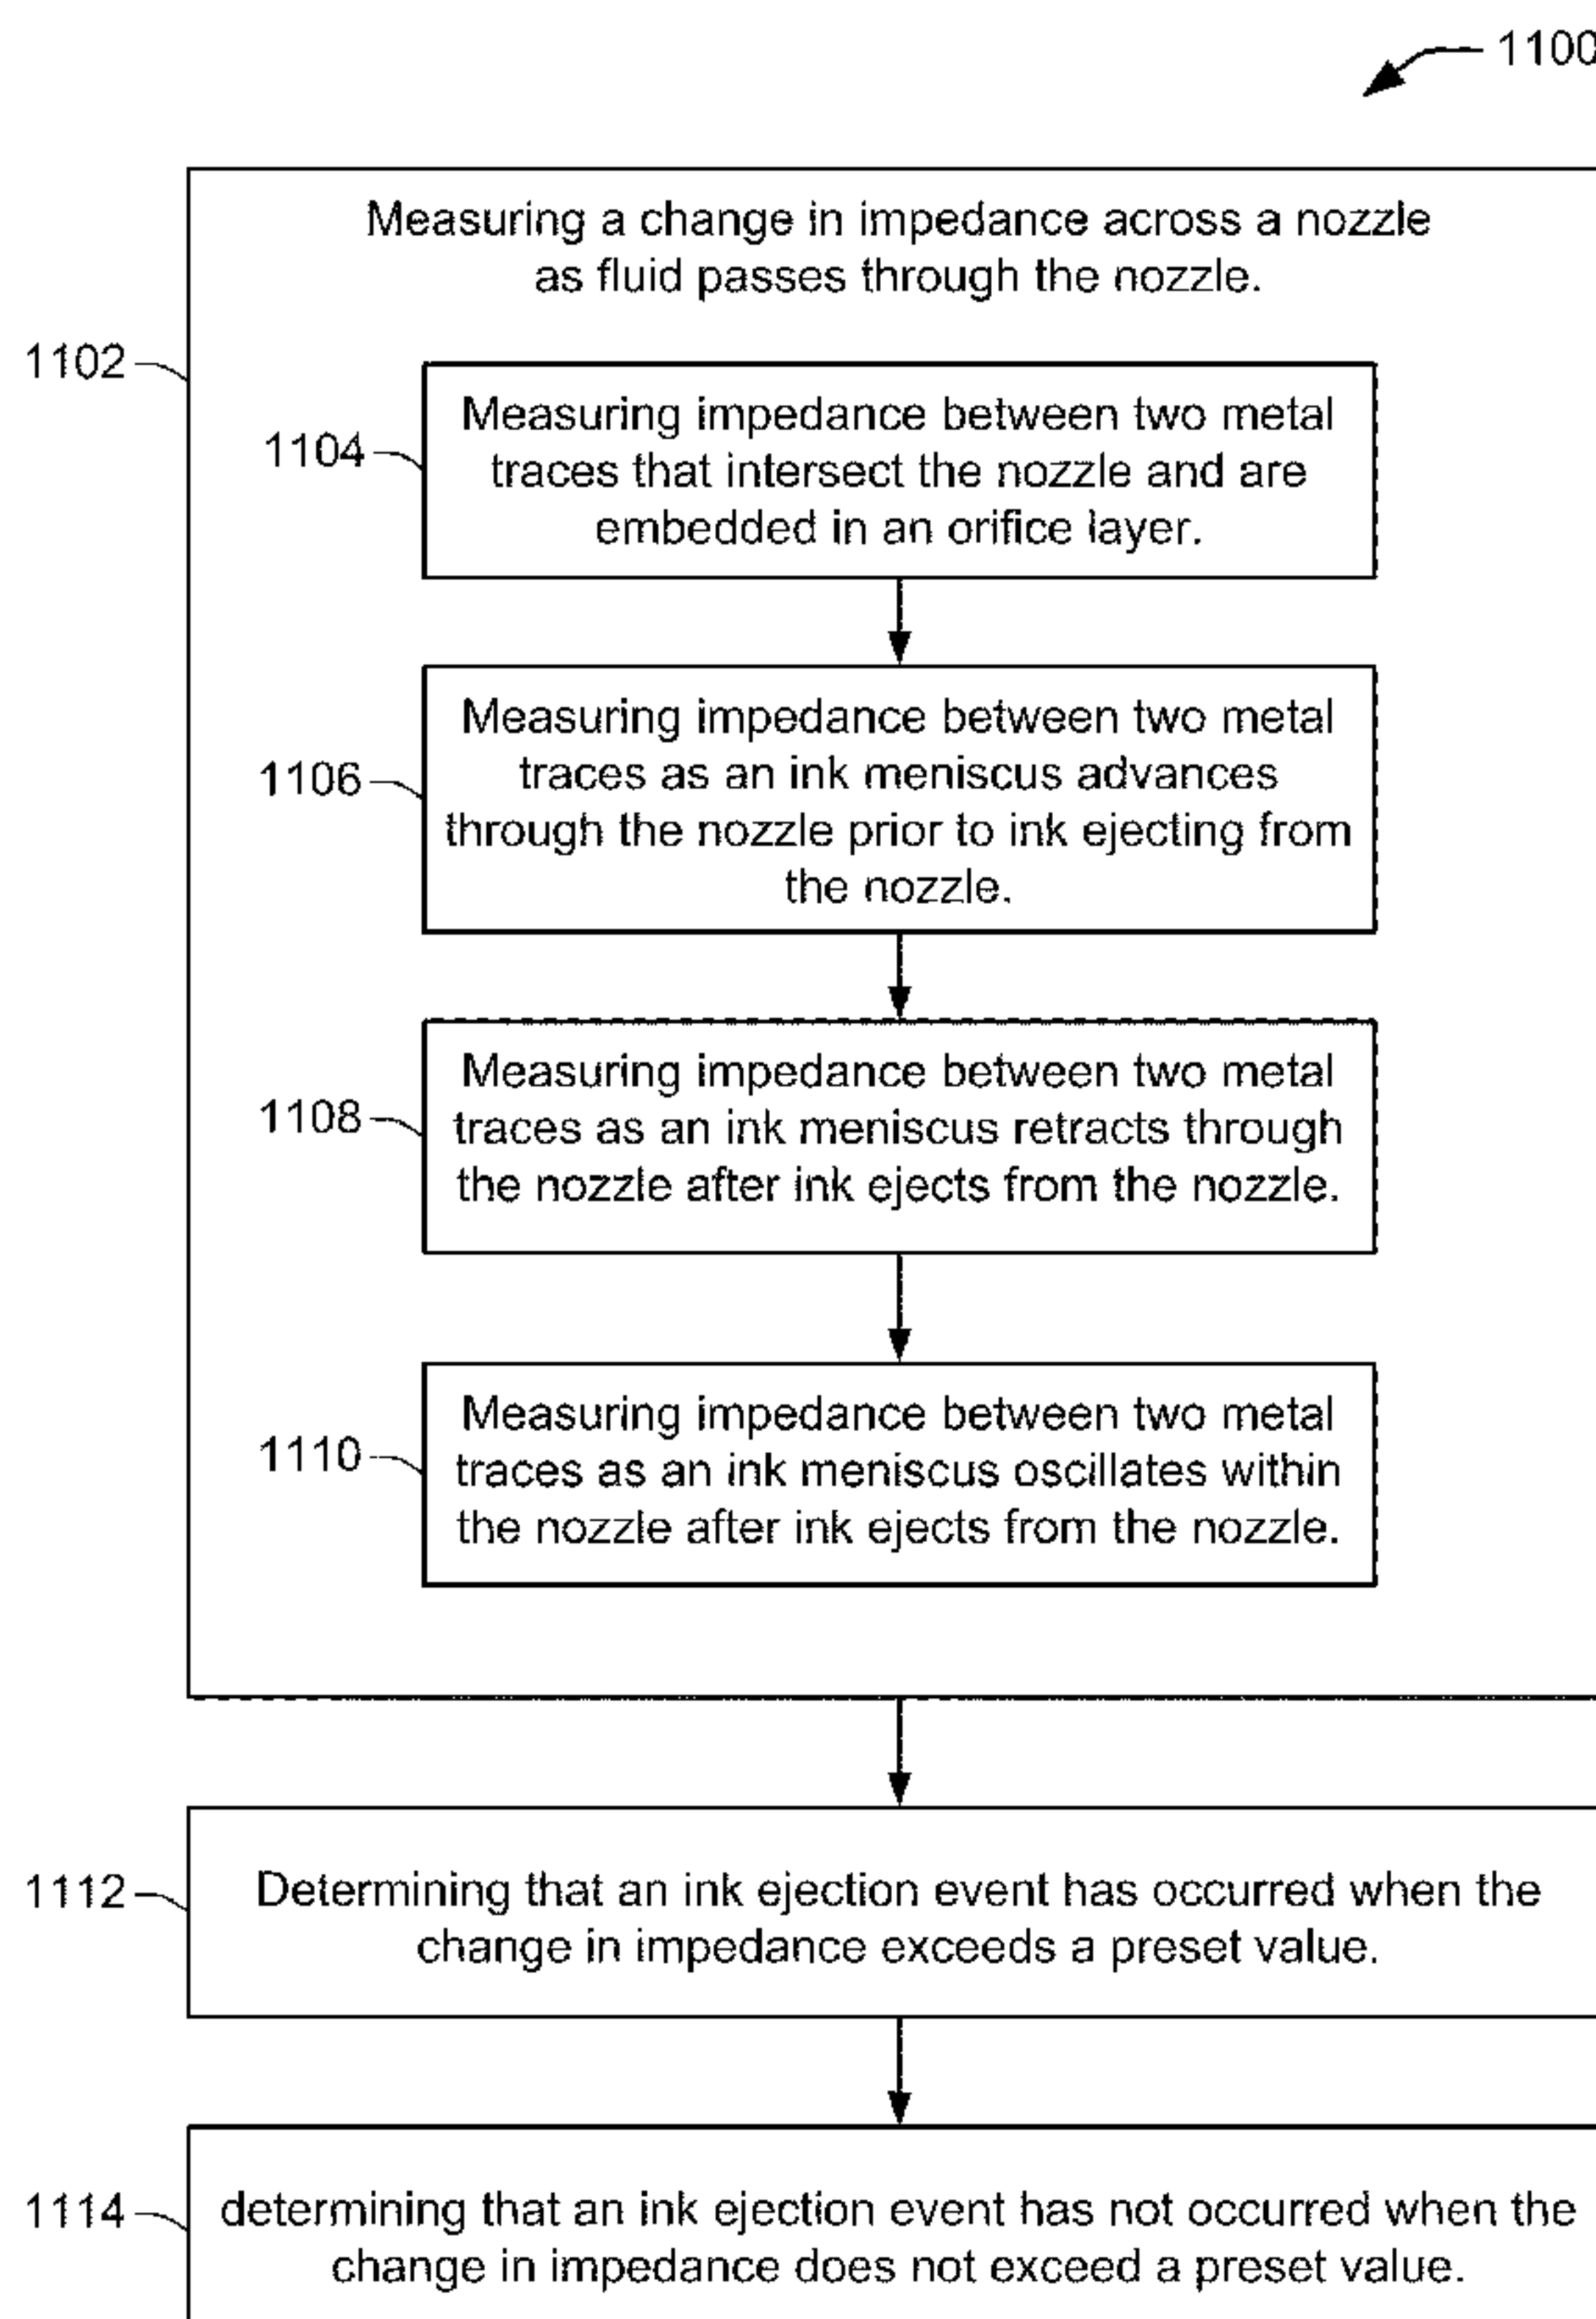 1100
Measuring a change in impedance across a nozzle
as fluid passes through the nozzle.
1102
Measuring impedance between two metal
traces that intersect the nozzle and are
embedded in an orifice layer.
1104
Measuring impedance between two metal
traces as an ink meniscus advances
through the nozzle prior to ink ejecting from
the nozzle.
1106
Measuring impedance between two metal
traces as an ink meniscus retracts through
the nozzle after ink ejects from the nozzle.
1108
Measuring impedance between two metal
traces as an ink meniscus oscillates within
the nozzle after ink ejects from the nozzle.
1110
Determining that an ink ejection event has occurred when the
change in impedance exceeds a preset value.
1112
determining that an ink ejection event has not occurred when the
change in impedance does not exceed a preset value.
1114